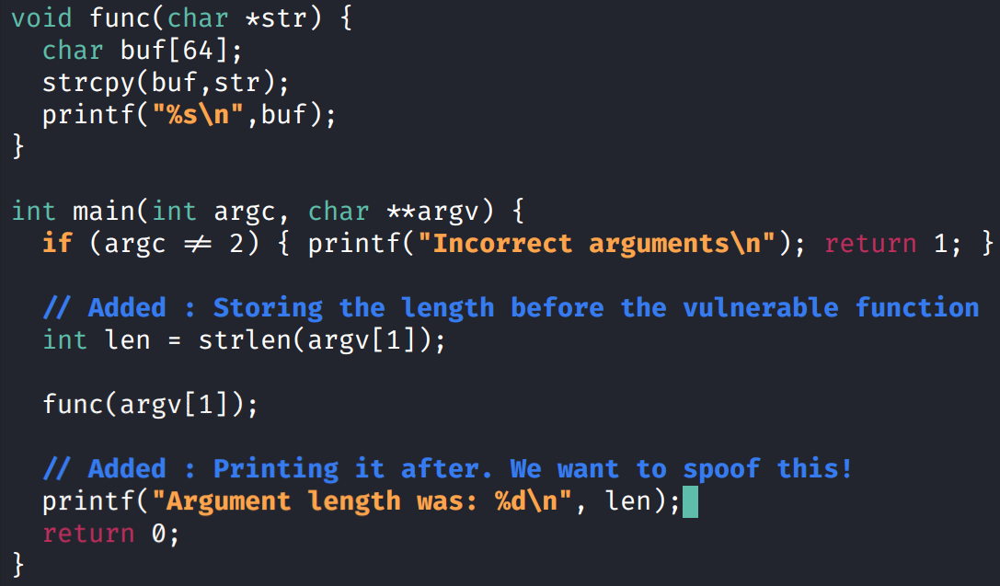 void func(char *str) {
  char buf[64];
  strcpy(buf,str);
  printf("%s\n",buf);
}

int main(int argc, char **argv) {
  if (argc ≠ 2) { printf("Incorrect arguments\n"); return 1; }

  // Added : Storing the length before the vulnerable function
  int len = strlen(argv[1]);

  func(argv[1]);

  // Added : Printing it after. We want to spoof this!
  printf("Argument length was: %d\n", len);
  return 0;
}